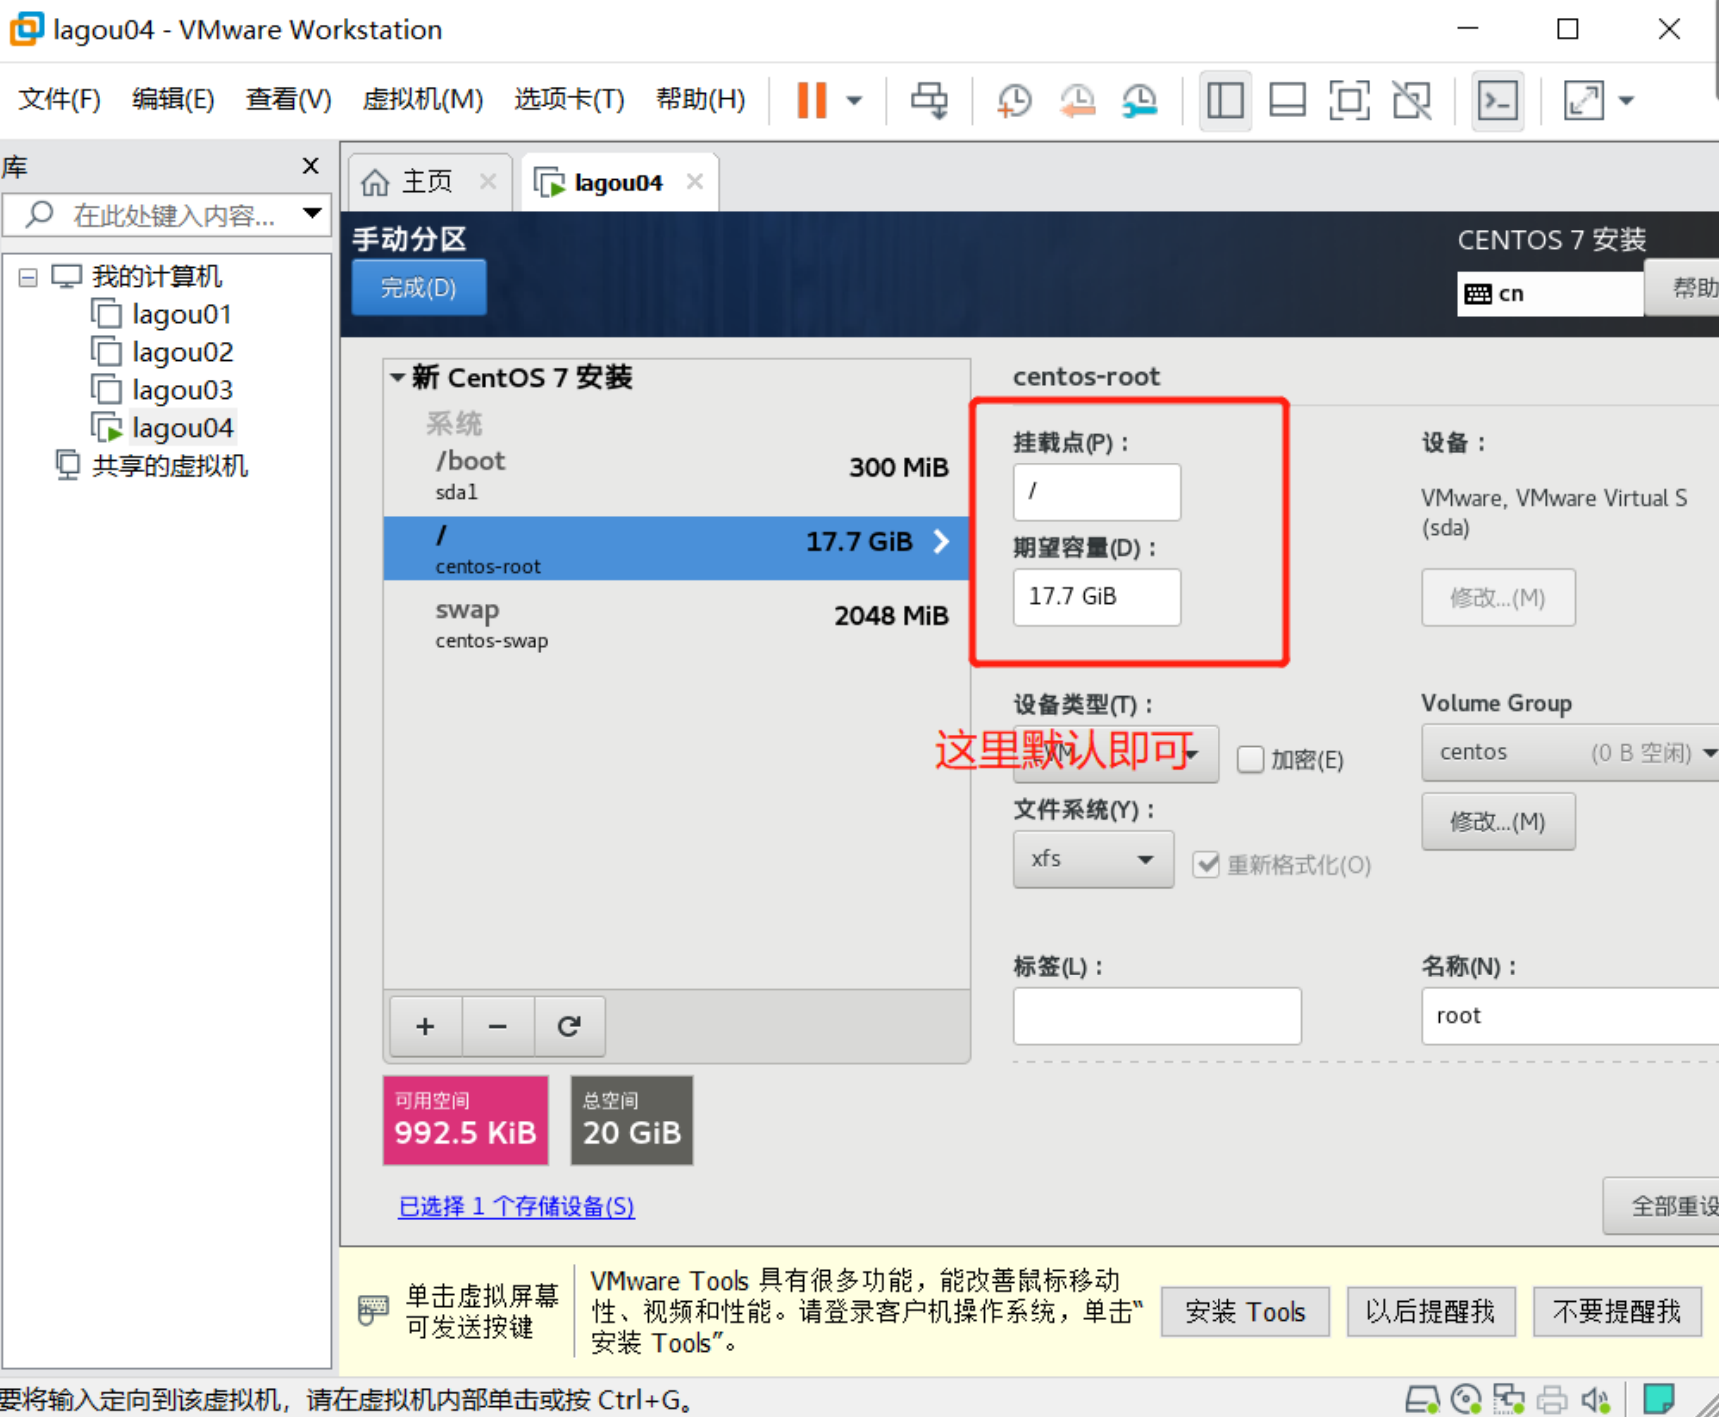 lagou04 - VMware Workstation
文件(F) 编辑(E) 查看(V) 虚拟机(M) 选项卡(T) 帮助(H)
库
在此处键入内容...
我的计算机
lagou01
lagou02
lagou03
lagou04
共享的虚拟机
主页 lagou04
手动分区
完成(D)
CENTOS 7 安装
cn
帮助
新 CentOS 7 安装
系统
/boot
sda1
300 MiB
/
centos-root
17.7 GiB
swap
centos-swap
2048 MiB
+ −
可用空间
992.5 KiB
总空间
20 GiB
已选择 1 个存储设备(S)
centos-root
挂载点(P)：
/
期望容量(D)：
17.7 GiB
设备：
VMware, VMware Virtual S
(sda)
修改...(M)
设备类型(T)：
这里默认即可
加密(E)
Volume Group
centos (0 B 空闲)
修改...(M)
文件系统(Y)：
xfs
重新格式化(O)
标签(L)：
名称(N)：
root
全部重设
单击虚拟屏幕
可发送按键
VMware Tools 具有很多功能，能改善鼠标移动
性、视频和性能。请登录客户机操作系统，单击“
安装 Tools”。
安装 Tools 以后提醒我 不要提醒我
要将输入定向到该虚拟机，请在虚拟机内部单击或按 Ctrl+G。